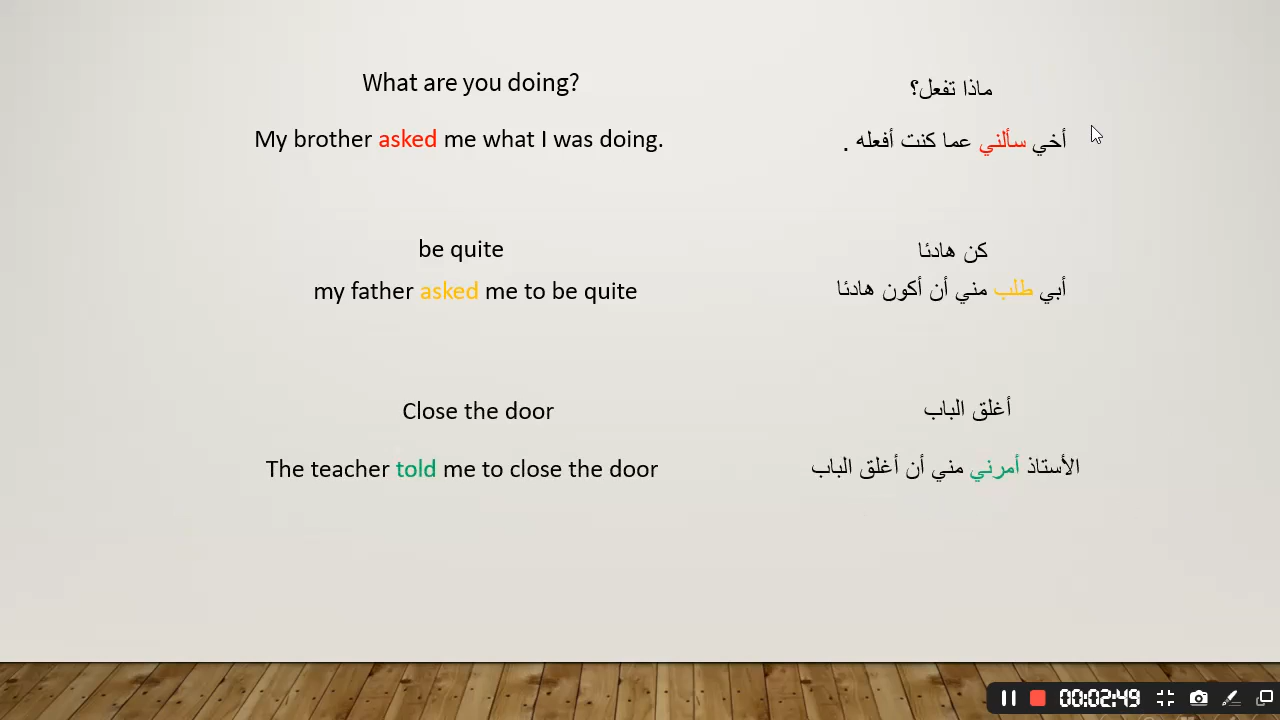 What are you doing?
ماذا تفعل؟
My brother asked me what I was doing.
أخي سألني عما كنت أفعله .
be quite
كن هادئا
my father asked me to be quite
أبي طلب مني أن أكون هادئا
Close the door
أغلق الباب
The teacher told me to close the door
الأستاذ أمرني مني أن أغلق الباب
00:02:49